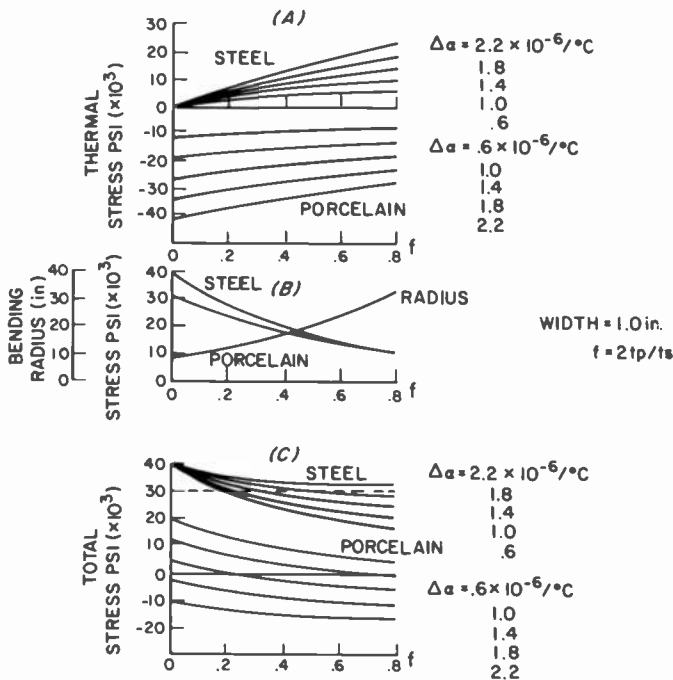 (A)
THERMAL
STRESS PSI (×10³)
30
20
10
0
-10
-20
-30
-40
STEEL
PORCELAIN
0 .2 .4 .6 .8 f
Δα = 2.2 × 10⁻⁶/°C
1.8
1.4
1.0
.6
Δα = .6 × 10⁻⁶/°C
1.0
1.4
1.8
2.2
(B)
BENDING
RADIUS (in)
40
30
20
10
0
STRESS PSI (×10³)
40
30
20
10
0
STEEL
PORCELAIN
RADIUS
0 .2 .4 .6 .8 f
WIDTH = 1.0 in.
f = 2tp/ts
(C)
TOTAL
STRESS PSI (×10³)
40
30
20
10
0
-10
-20
STEEL
PORCELAIN
0 .2 .4 .6 .8 f
Δα = 2.2 × 10⁻⁶/°C
1.8
1.4
1.0
.6
Δα = .6 × 10⁻⁶/°C
1.0
1.4
1.8
2.2